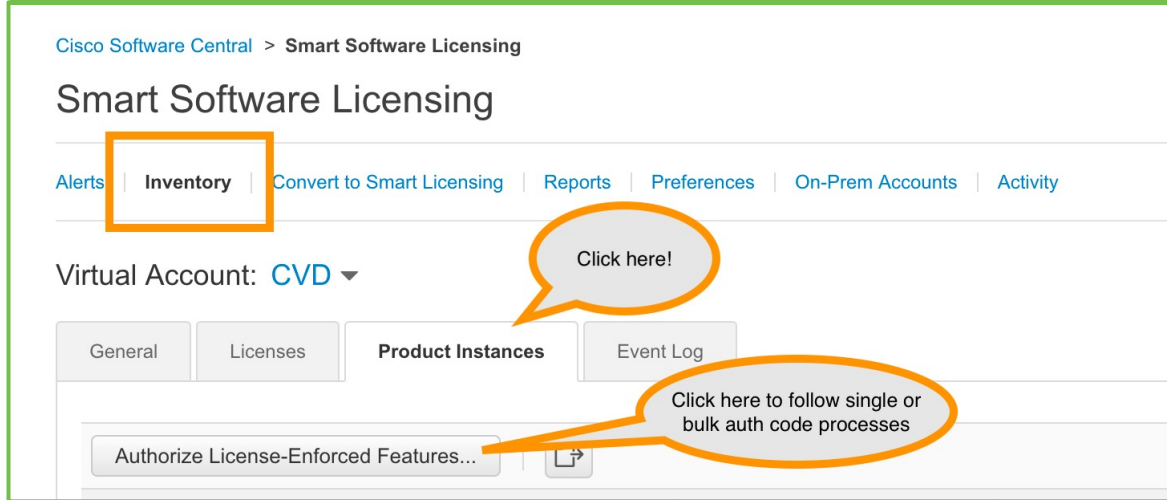 Cisco Software Central > Smart Software Licensing
Smart Software Licensing
Alerts | Inventory | Convert to Smart Licensing | Reports | Preferences | On-Prem Accounts | Activity
Click here!
Virtual Account: CVD
General Licenses Product Instances Event Log
Click here to follow single or
bulk auth code processes
Authorize License-Enforced Features...